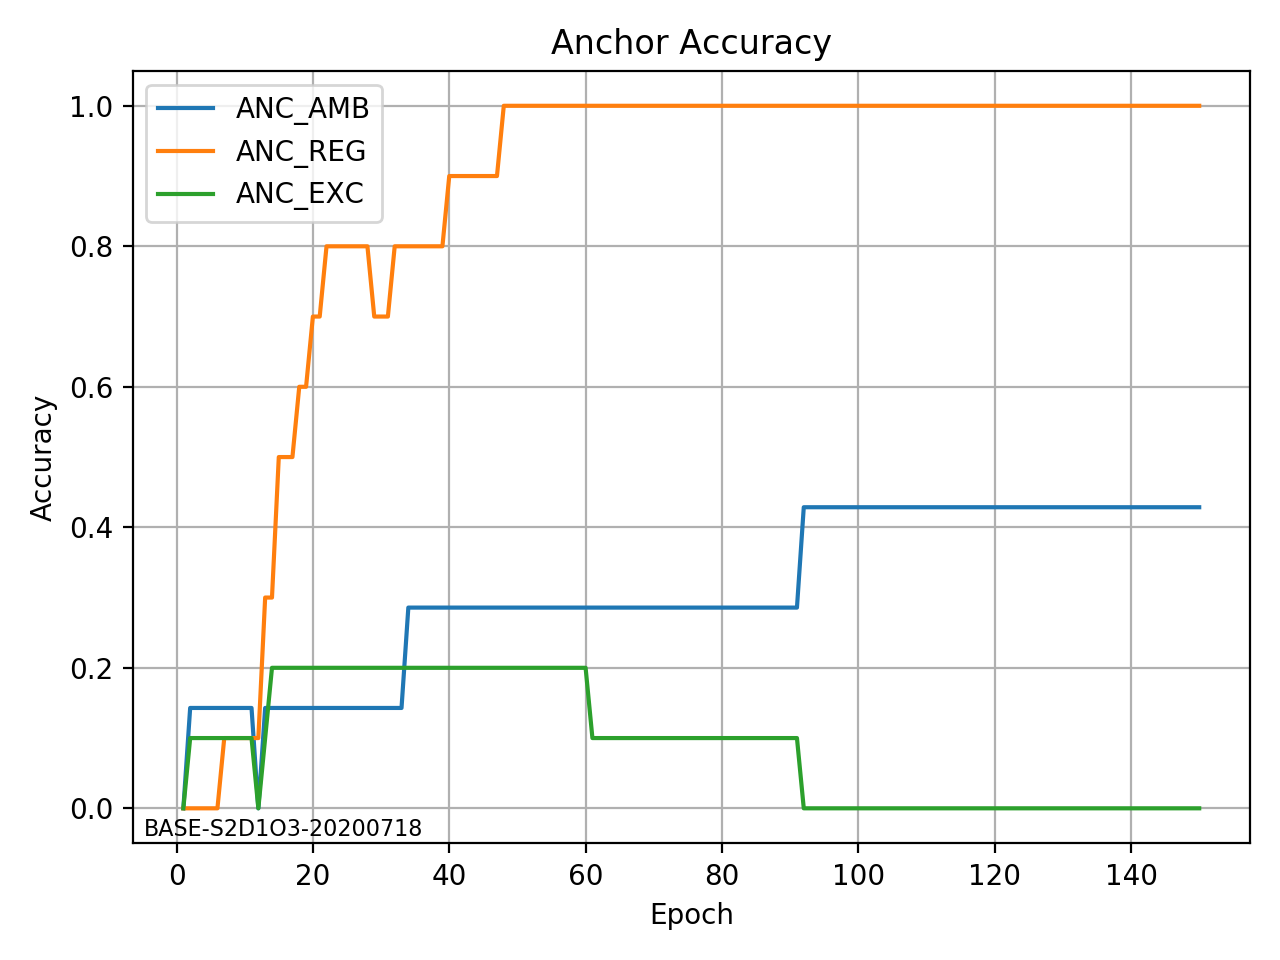 Anchor Accuracy
ANC_AMB
ANC_REG
ANC_EXC
1.0
0.8
0.6
0.4
0.2
0.0
Accuracy
BASE-S2D1O3-20200718
0 20 40 60 80 100 120 140
Epoch